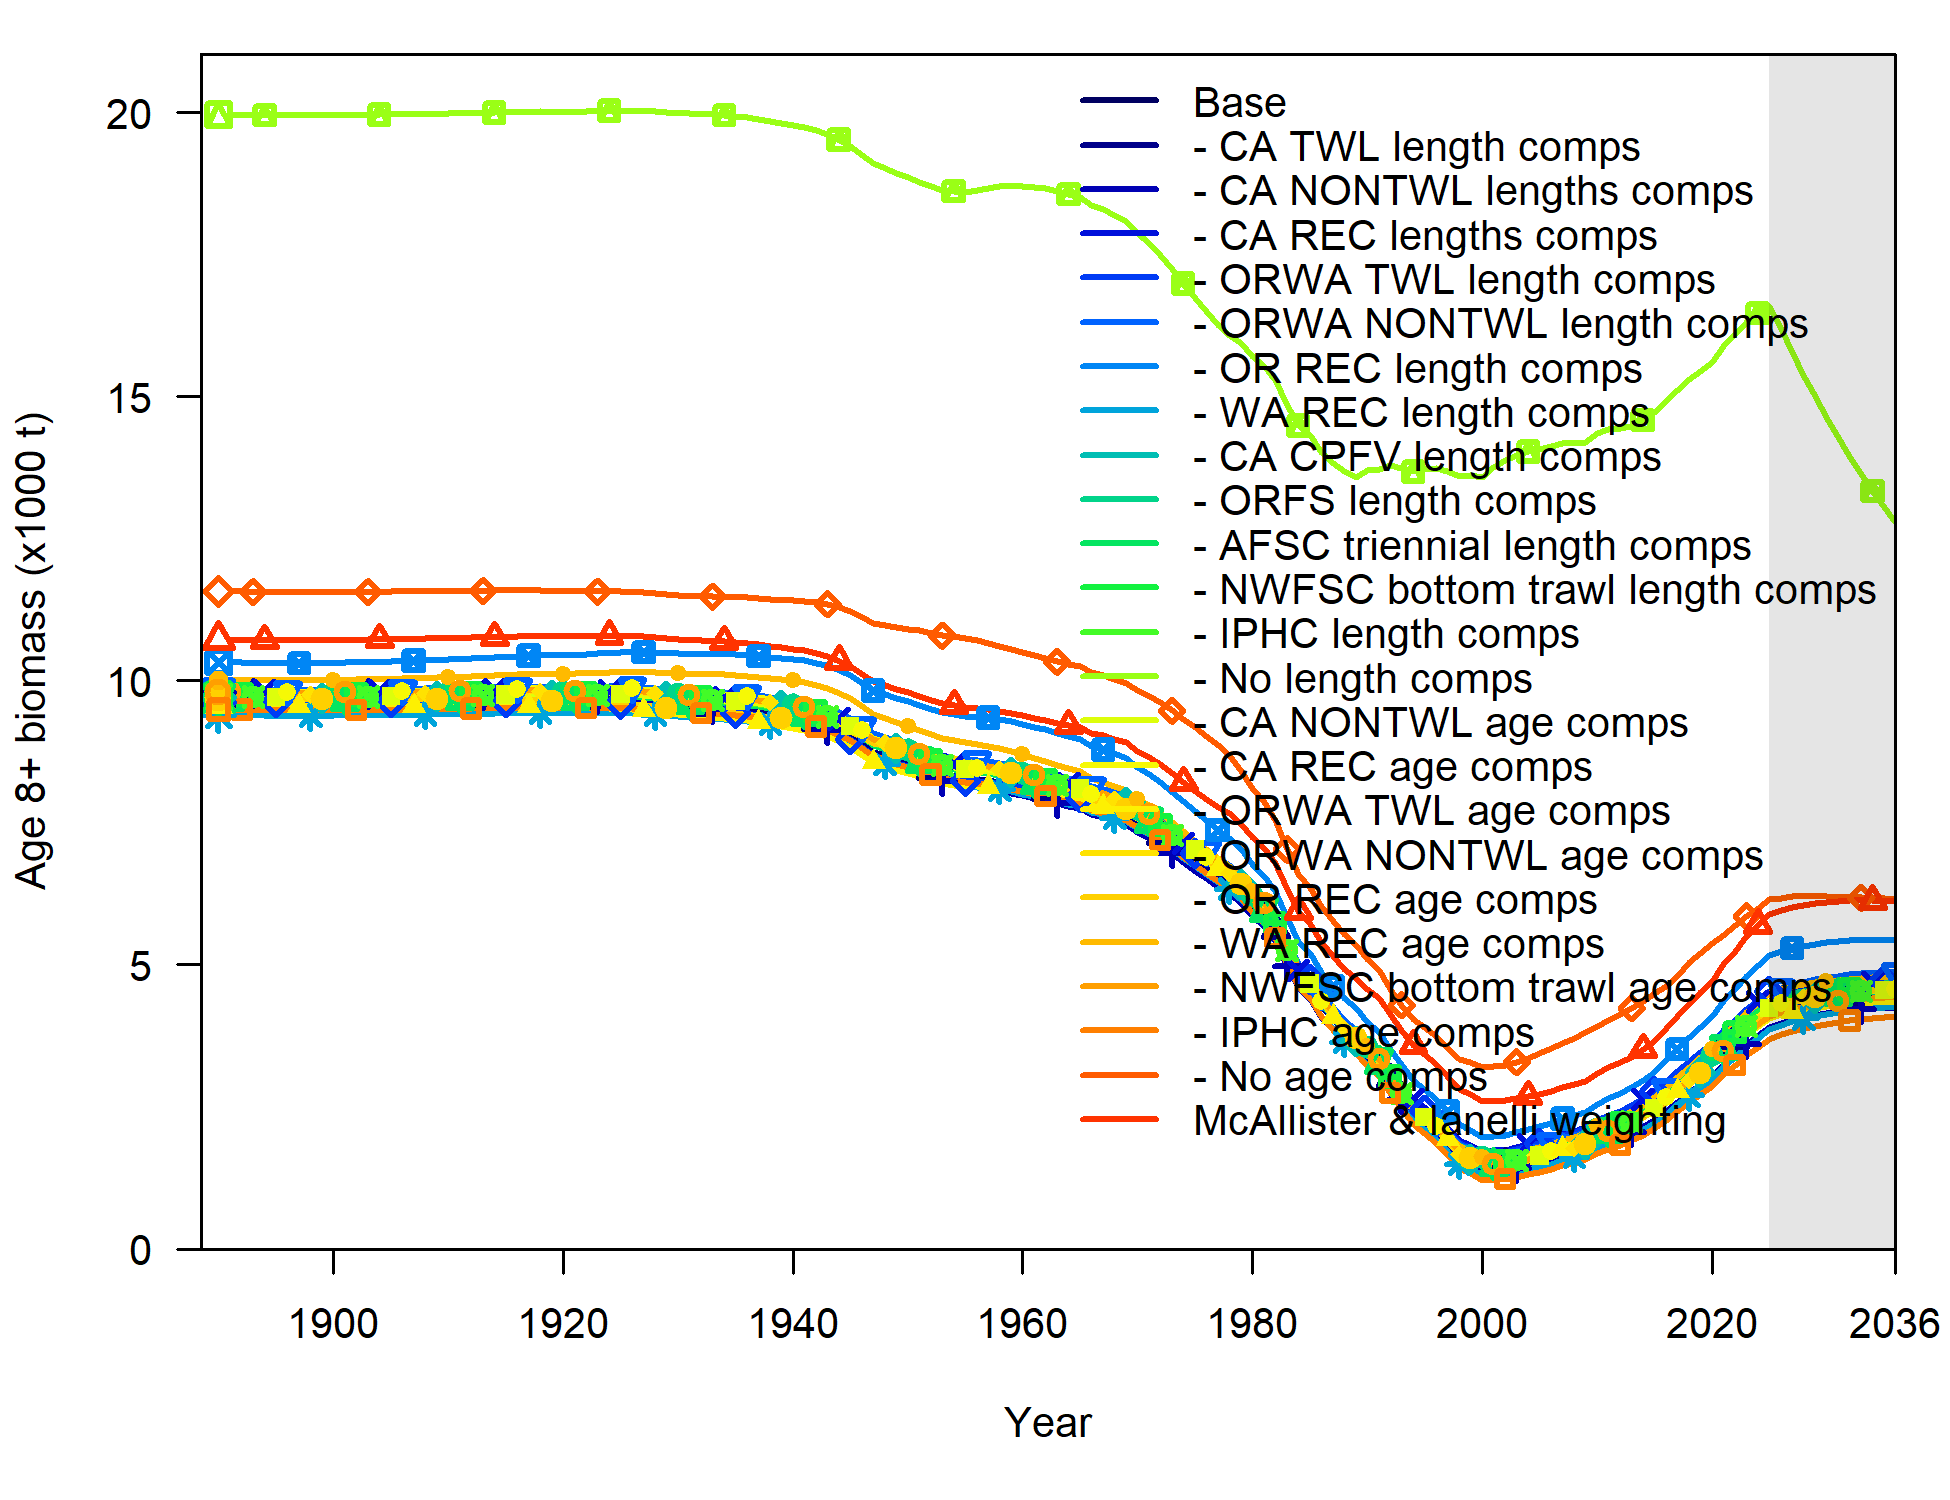 20
15
10
5
0
Age 8+ biomass (x1000 t)
Base
- CA TWL length comps
- CA NONTWL lengths comps
- CA REC lengths comps
- ORWA TWL length comps
- ORWA NONTWL length comps
- OR REC length comps
- WA REC length comps
- CA CPFV length comps
- ORFS length comps
- AFSC triennial length comps
- NWFSC bottom trawl length comps
- IPHC length comps
- No length comps
- CA NONTWL age comps
- CA REC age comps
- ORWA TWL age comps
- ORWA NONTWL age comps
- OR REC age comps
- WA REC age comps
- NWFSC bottom trawl age comps
- IPHC age comps
- No age comps
McAllister & Ianelli weighting
1900
1920
1940
1960
1980
2000
2020
2036
Year